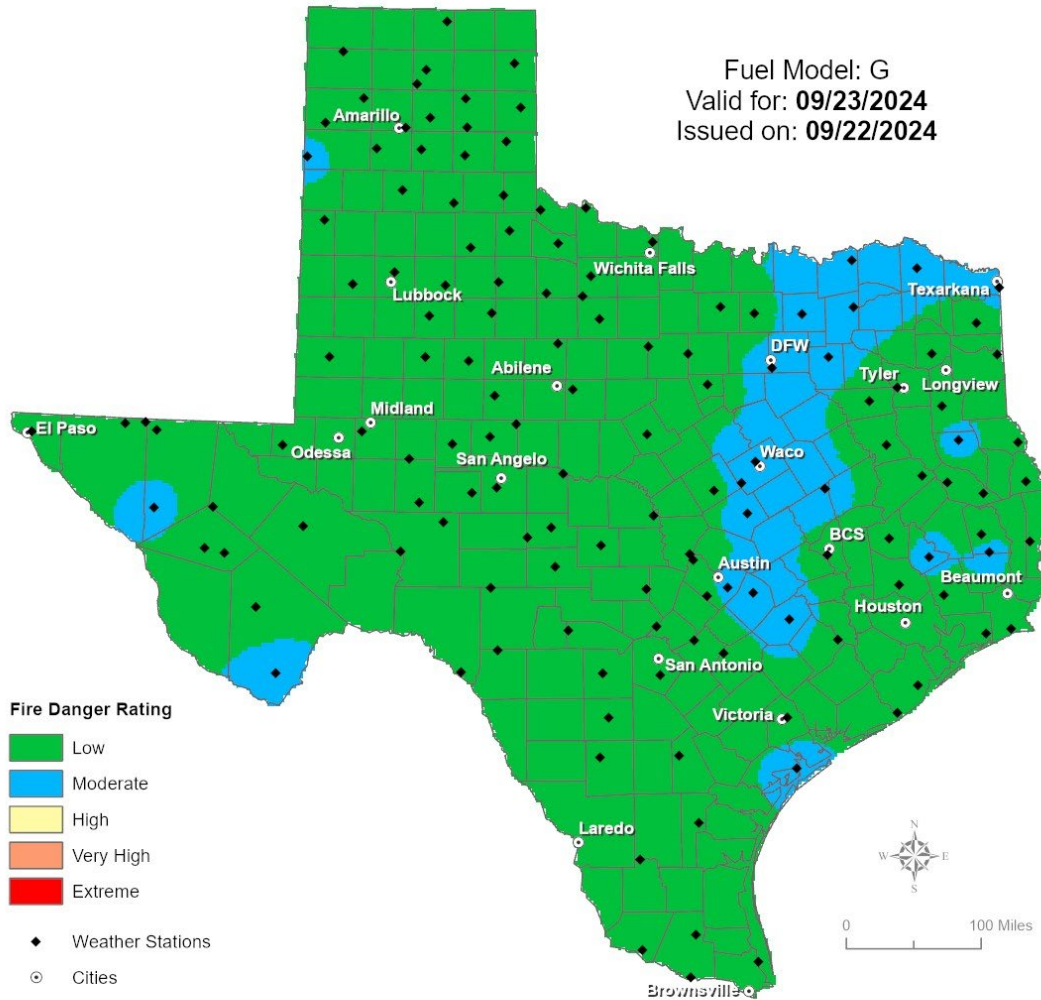 Fuel Model: G
Valid for: 09/23/2024
Issued on: 09/22/2024
Amarillo
Wichita Falls
Lubbock
Texarkana
DFW
Abilene
Tyler
Longview
Midland
El Paso
Odessa
San Angelo
Waco
BCS
Austin
Beaumont
Houston
San Antonio
Victoria
Laredo
Brownsville
Fire Danger Rating
Low
Moderate
High
Very High
Extreme
Weather Stations
Cities
N
W E
S
0 100 Miles